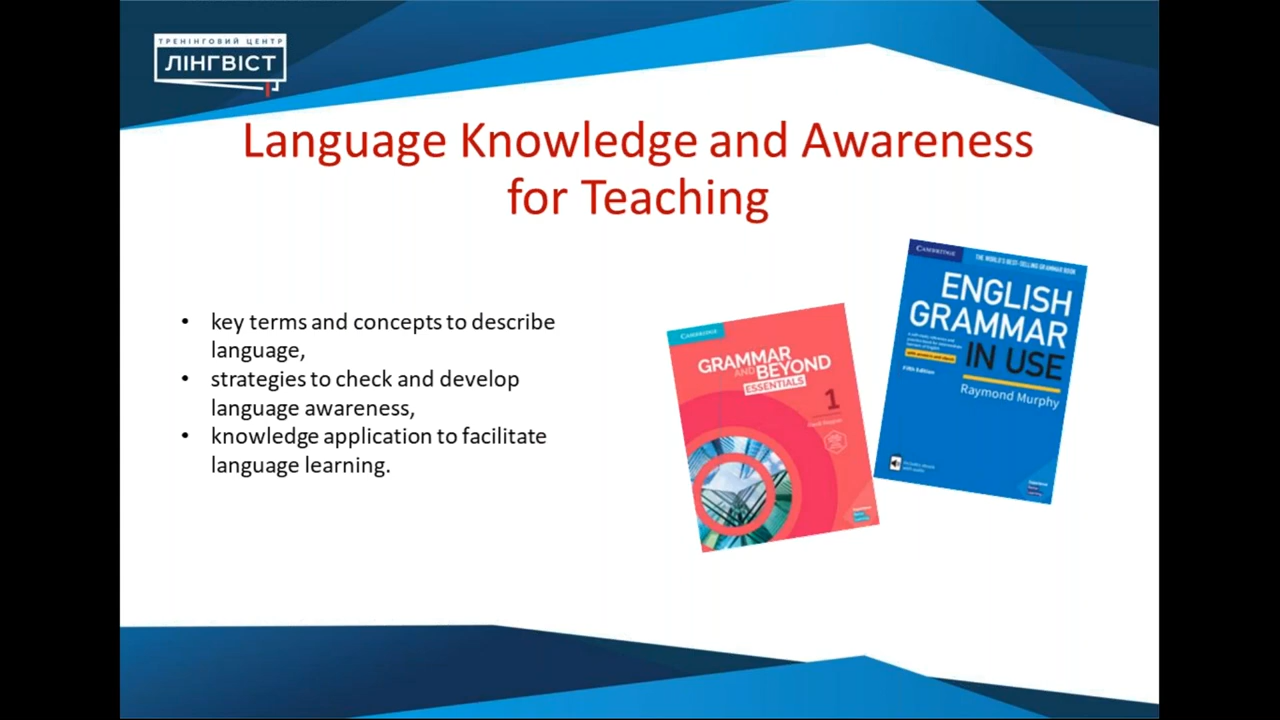 ТРЕНІНГОВИЙ ЦЕНТР
ЛІНГВІСТ
Language Knowledge and Awareness
for Teaching
• key terms and concepts to describe
language,
• strategies to check and develop
language awareness,
• knowledge application to facilitate
language learning.
CAMBRIDGE
GRAMMAR
AND BEYOND
ESSENTIALS
1
CAMBRIDGE
THE WORLD'S BEST-SELLING GRAMMAR BOOK
ENGLISH
GRAMMAR
IN USE
Fifth Edition
Raymond Murphy